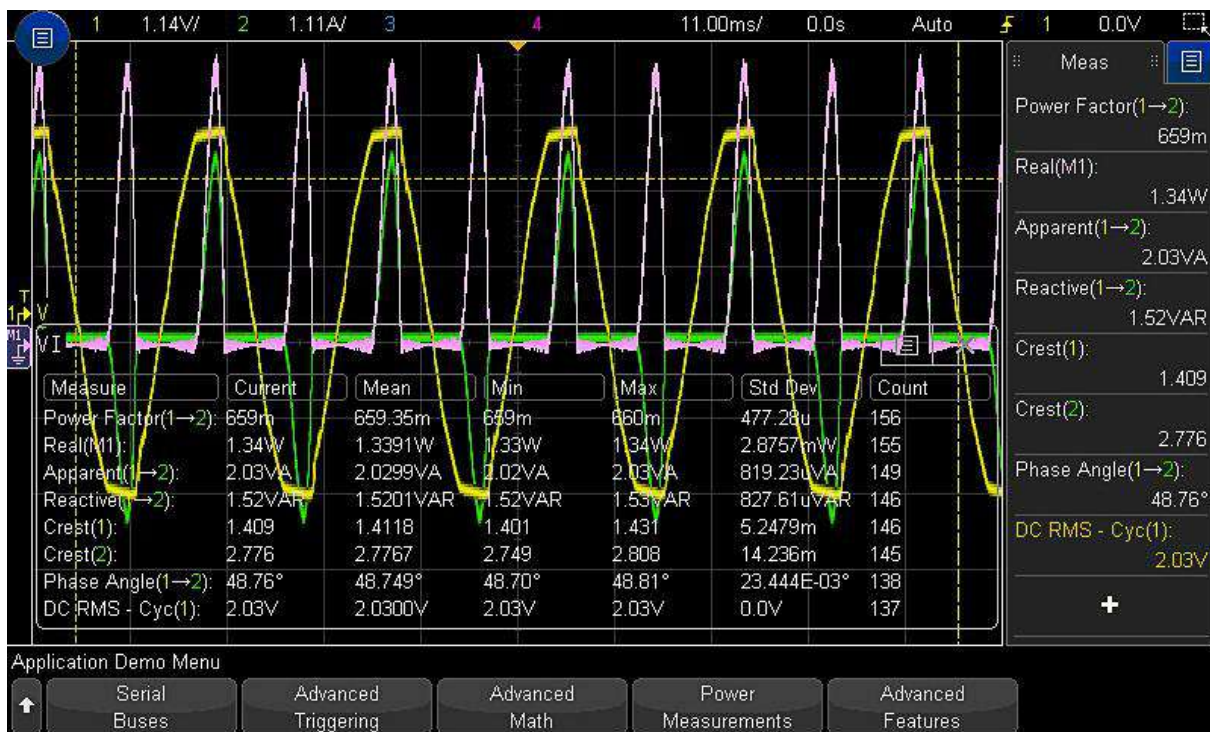 1 1.14V/ 2 1.11A/ 3 4 11.00ms/ 0.0s Auto 1 0.0V
Meas
Power Factor(1→2):
659m
Real(M1):
1.34W
Apparent(1→2):
2.03VA
Reactive(1→2):
1.52VAR
Crest(1):
1.409
Crest(2):
2.776
Phase Angle(1→2):
48.76°
DC RMS - Cyc(1):
2.03V
+
T
1 V
M1 VI
Measure Current Mean Min Max Std Dev Count
Power Factor(1→2): 659m 659.35m 659m 660m 477.28u 156
Real(M1): 1.34W 1.3391W 1.33W 1.34W 2.8757mW 155
Apparent(1→2): 2.03VA 2.0299VA 2.02VA 2.03VA 819.23uVA 149
Reactive(1→2): 1.52VAR 1.5201VAR 1.52VAR 1.53VAR 827.61uVAR 146
Crest(1): 1.409 1.4118 1.401 1.431 5.2479m 146
Crest(2): 2.776 2.7767 2.749 2.808 14.236m 145
Phase Angle(1→2): 48.76° 48.749° 48.70° 48.81° 23.444E-03° 138
DC RMS - Cyc(1): 2.03V 2.0300V 2.03V 2.03V 0.0V 137
Application Demo Menu
Serial Advanced Advanced Power Advanced
Buses Triggering Math Measurements Features